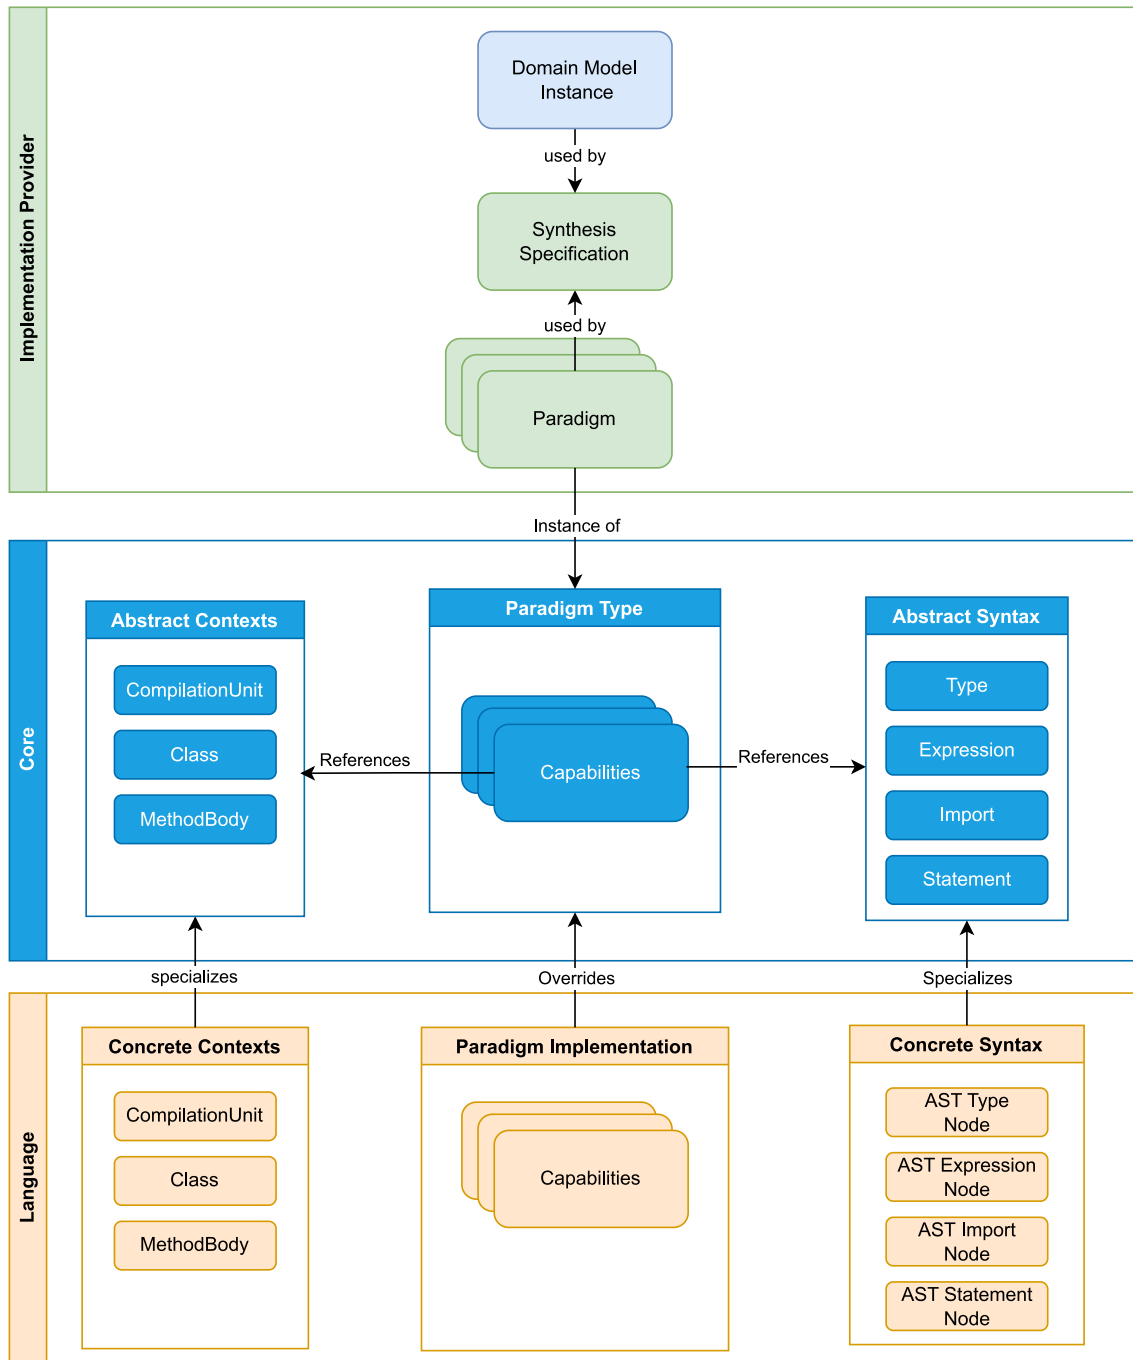 Implementation Provider
Domain Model
Instance
used by
Synthesis
Specification
used by
Paradigm
Instance of
Core
Abstract Contexts
CompilationUnit
Class
MethodBody
References
Paradigm Type
Capabilities
References
Abstract Syntax
Type
Expression
Import
Statement
specializes
Overrides
Specializes
Language
Concrete Contexts
CompilationUnit
Class
MethodBody
Paradigm Implementation
Capabilities
Concrete Syntax
AST Type
Node
AST Expression
Node
AST Import
Node
AST Statement
Node